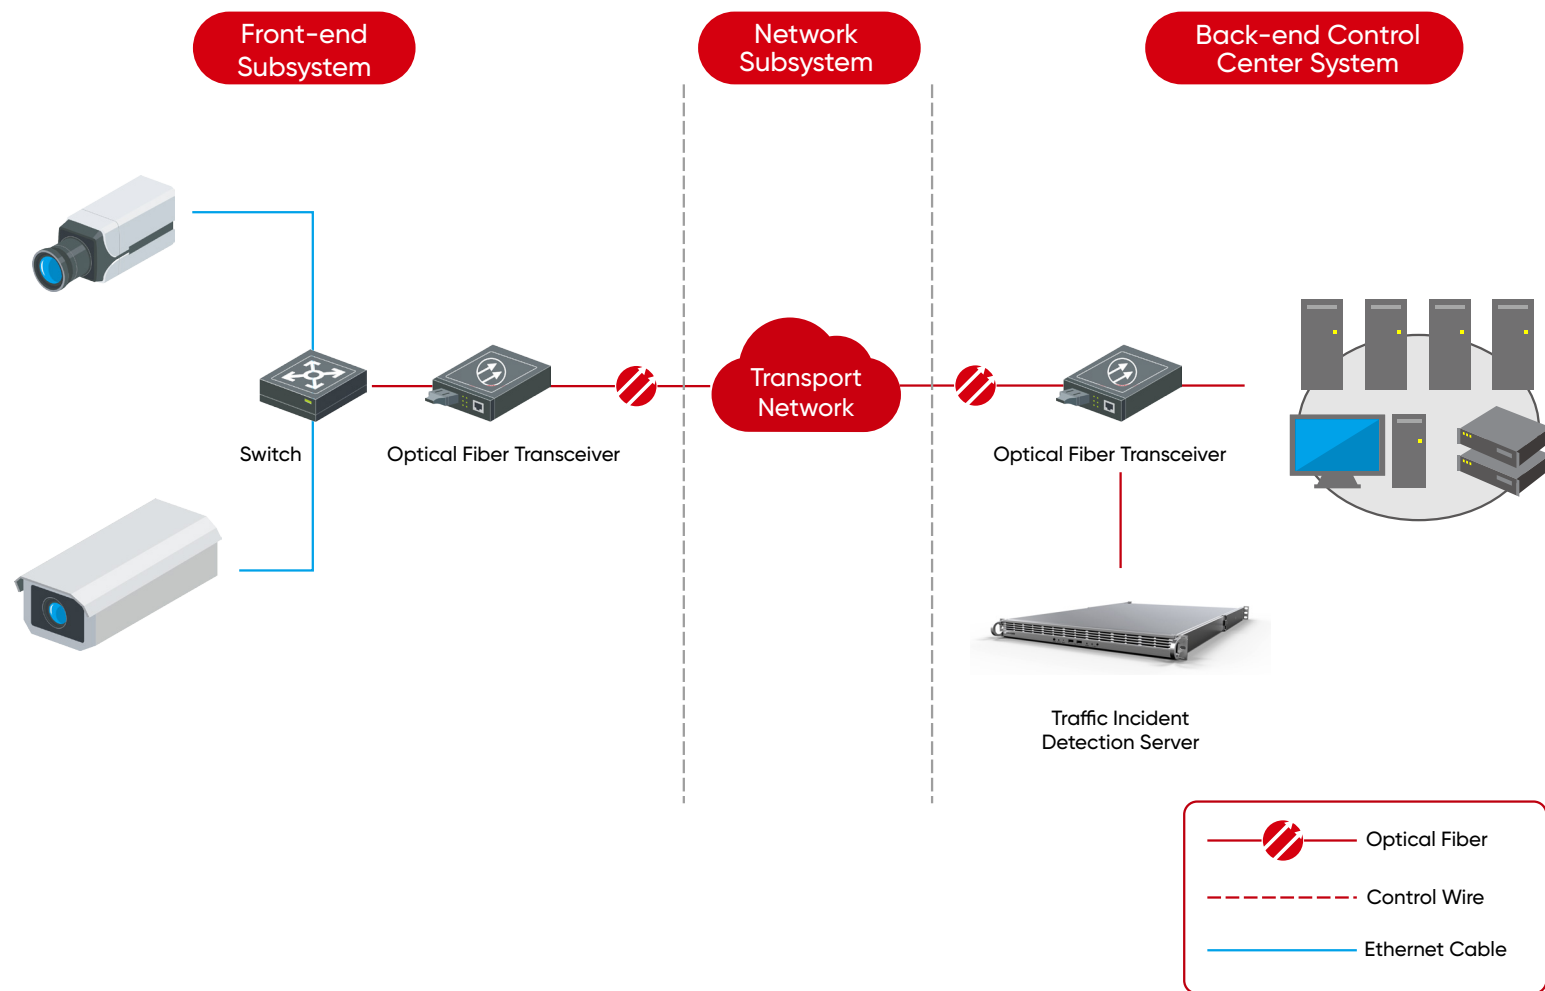 Front-end
Subsystem
Network
Subsystem
Back-end Control
Center System
Transport
Network
Switch
Optical Fiber Transceiver
Optical Fiber Transceiver
Traffic Incident
Detection Server
Optical Fiber
Control Wire
Ethernet Cable